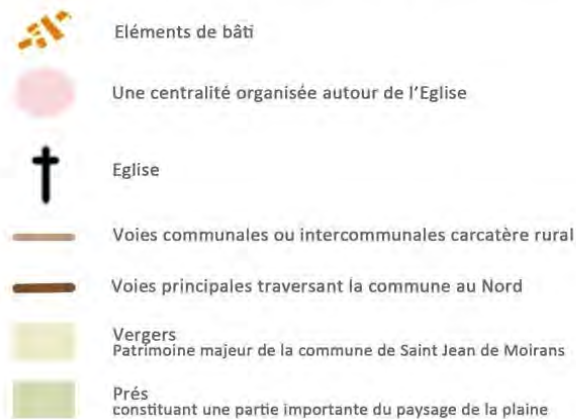 Eléments de bâti
Une centralité organisée autour de l'Eglise
Eglise
Voies communales ou intercommunales carcatère rural
Voies principales traversant la commune au Nord
Vergers
Patrimoine majeur de la commune de Saint Jean de Moirans
Prés
constituant une partie importante du paysage de la plaine